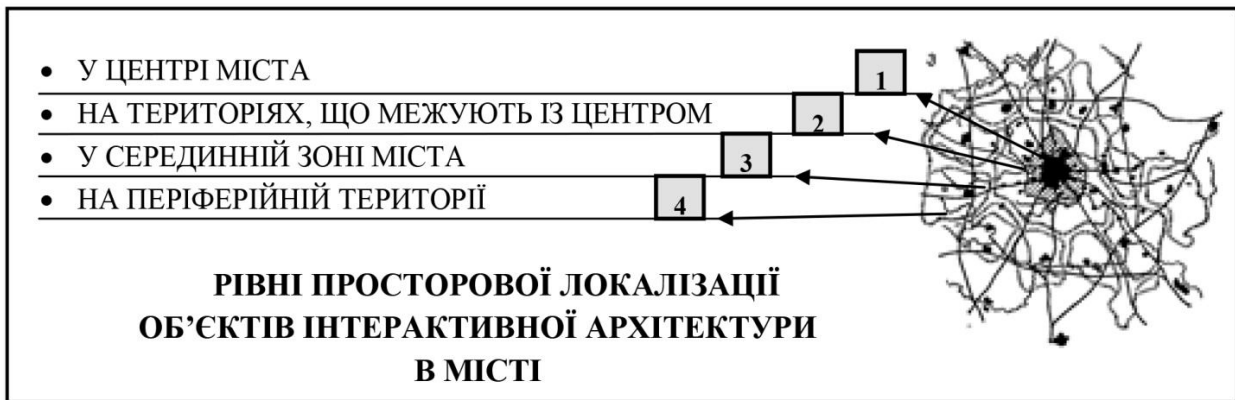 • У ЦЕНТРІ МІСТА 1
• НА ТЕРИТОРІЯХ, ЩО МЕЖУЮТЬ ІЗ ЦЕНТРОМ 2
• У СЕРЕДИННІЙ ЗОНІ МІСТА 3
• НА ПЕРІФЕРІЙНІЙ ТЕРИТОРІЇ 4
РІВНІ ПРОСТОРОВОЇ ЛОКАЛІЗАЦІЇ
ОБ’ЄКТІВ ІНТЕРАКТИВНОЇ АРХІТЕКТУРИ
В МІСТІ